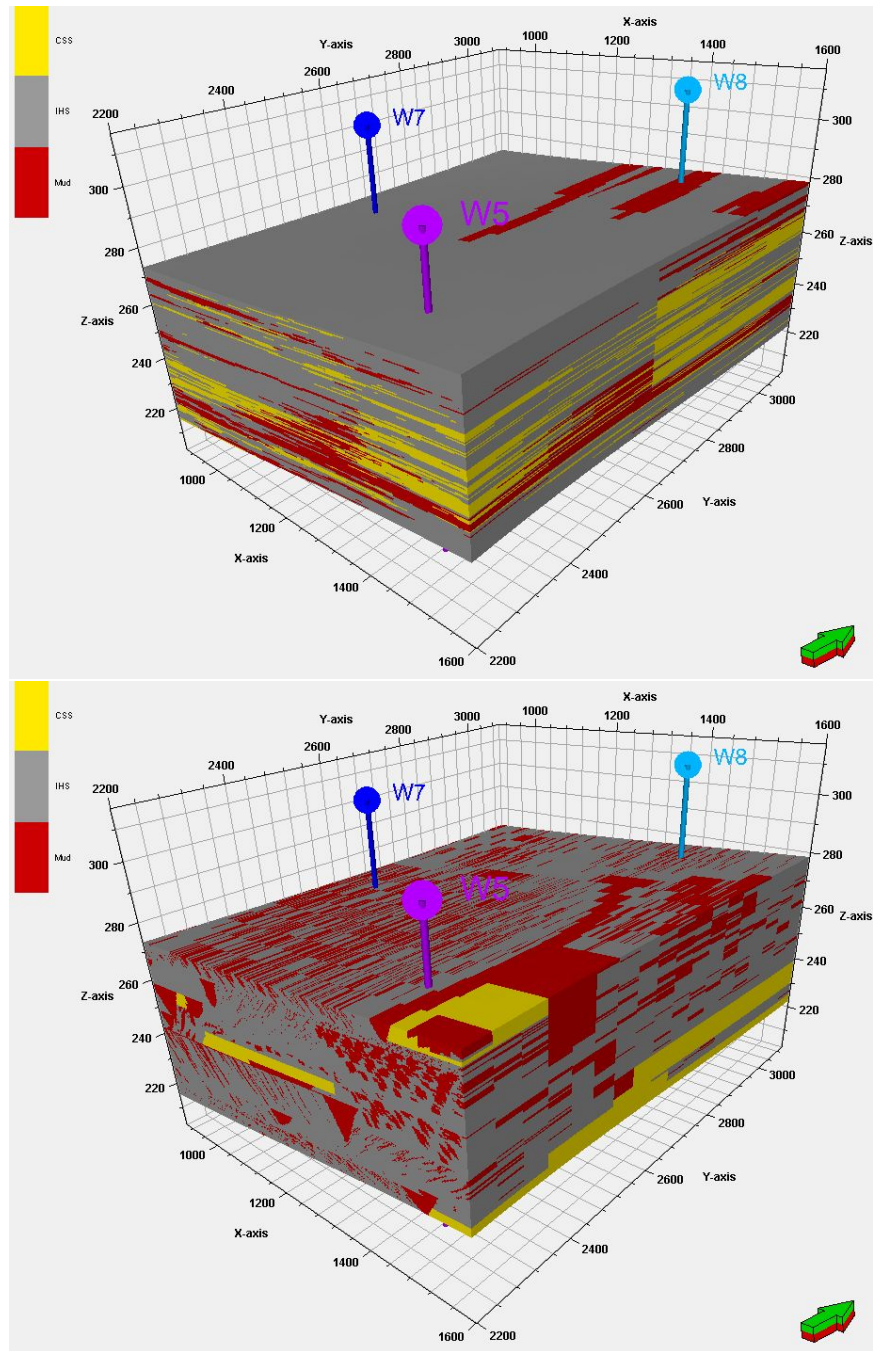 CSS
IHS
Mud
X-axis
1000 1200 1400 1600
Y-axis
2200 2400 2600 2800 3000
W7
W8
W5
300
280
260
Z-axis
240
220
300
280
260
Z-axis
240
220
1000
1200
X-axis
1400
1600
2200
2400
2600
Y-axis
2800
3000
CSS
IHS
Mud
X-axis
1000 1200 1400 1600
Y-axis
2200 2400 2600 2800 3000
W7
W8
W5
300
280
260
Z-axis
240
220
300
280
260
Z-axis
240
220
1000
1200
X-axis
1400
1600
2200
2400
2600
Y-axis
2800
3000